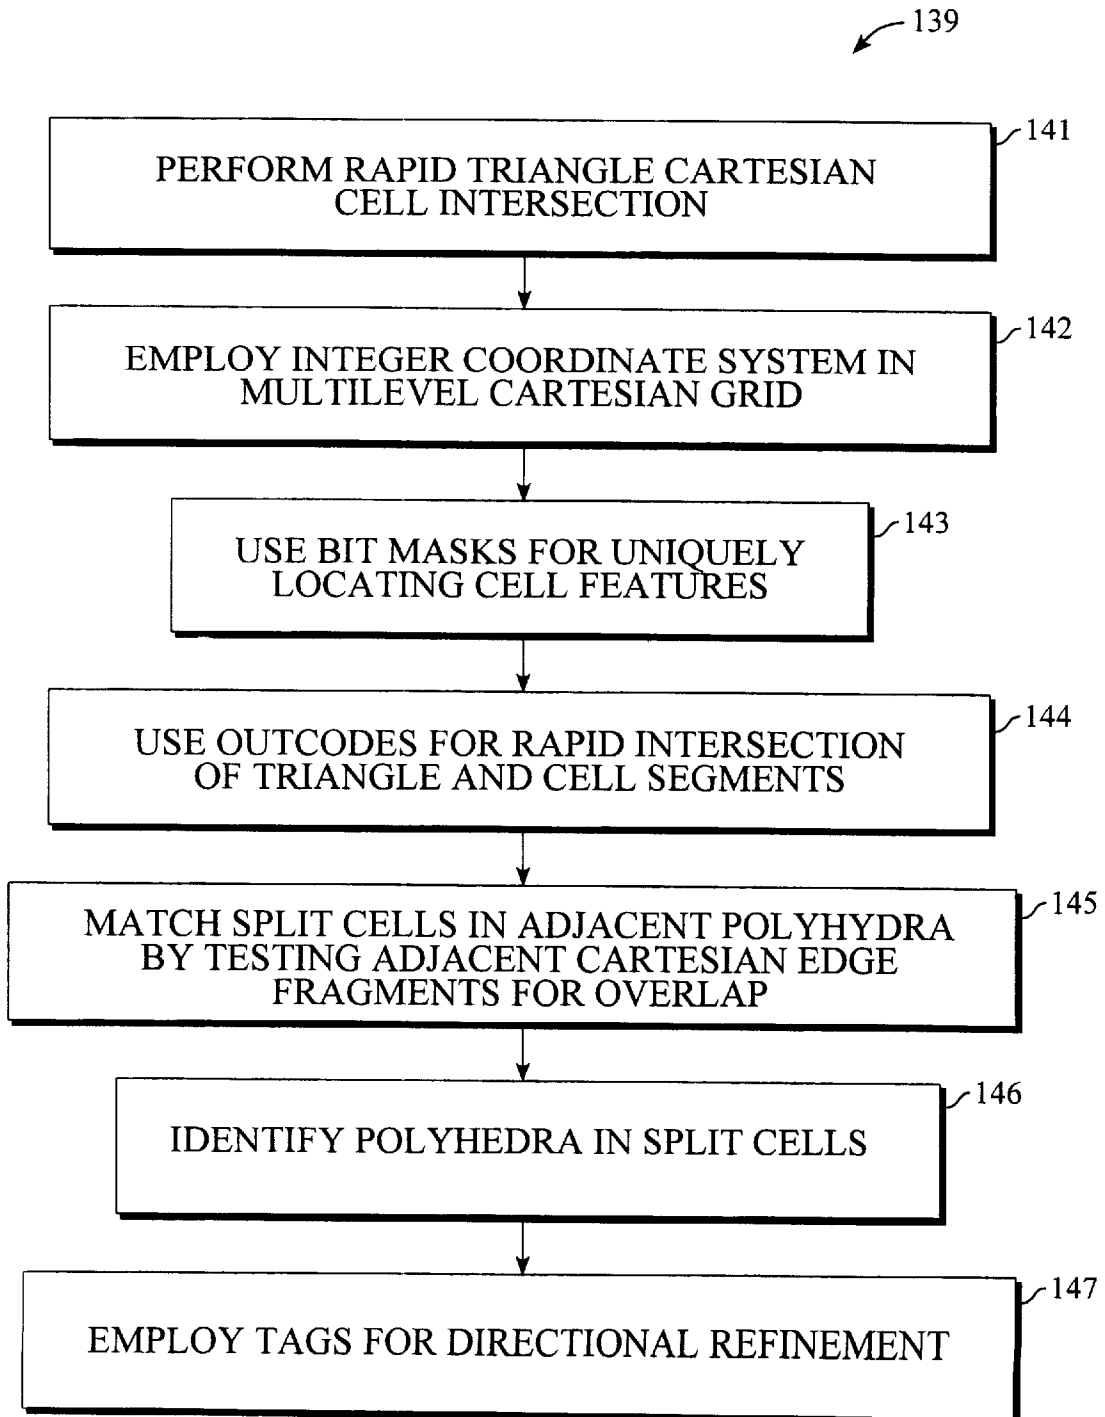 139
141
PERFORM RAPID TRIANGLE CARTESIAN
CELL INTERSECTION
142
EMPLOY INTEGER COORDINATE SYSTEM IN
MULTILEVEL CARTESIAN GRID
143
USE BIT MASKS FOR UNIQUELY
LOCATING CELL FEATURES
144
USE OUTCODES FOR RAPID INTERSECTION
OF TRIANGLE AND CELL SEGMENTS
145
MATCH SPLIT CELLS IN ADJACENT POLYHYDRA
BY TESTING ADJACENT CARTESIAN EDGE
FRAGMENTS FOR OVERLAP
146
IDENTIFY POLYHEDRA IN SPLIT CELLS
147
EMPLOY TAGS FOR DIRECTIONAL REFINEMENT